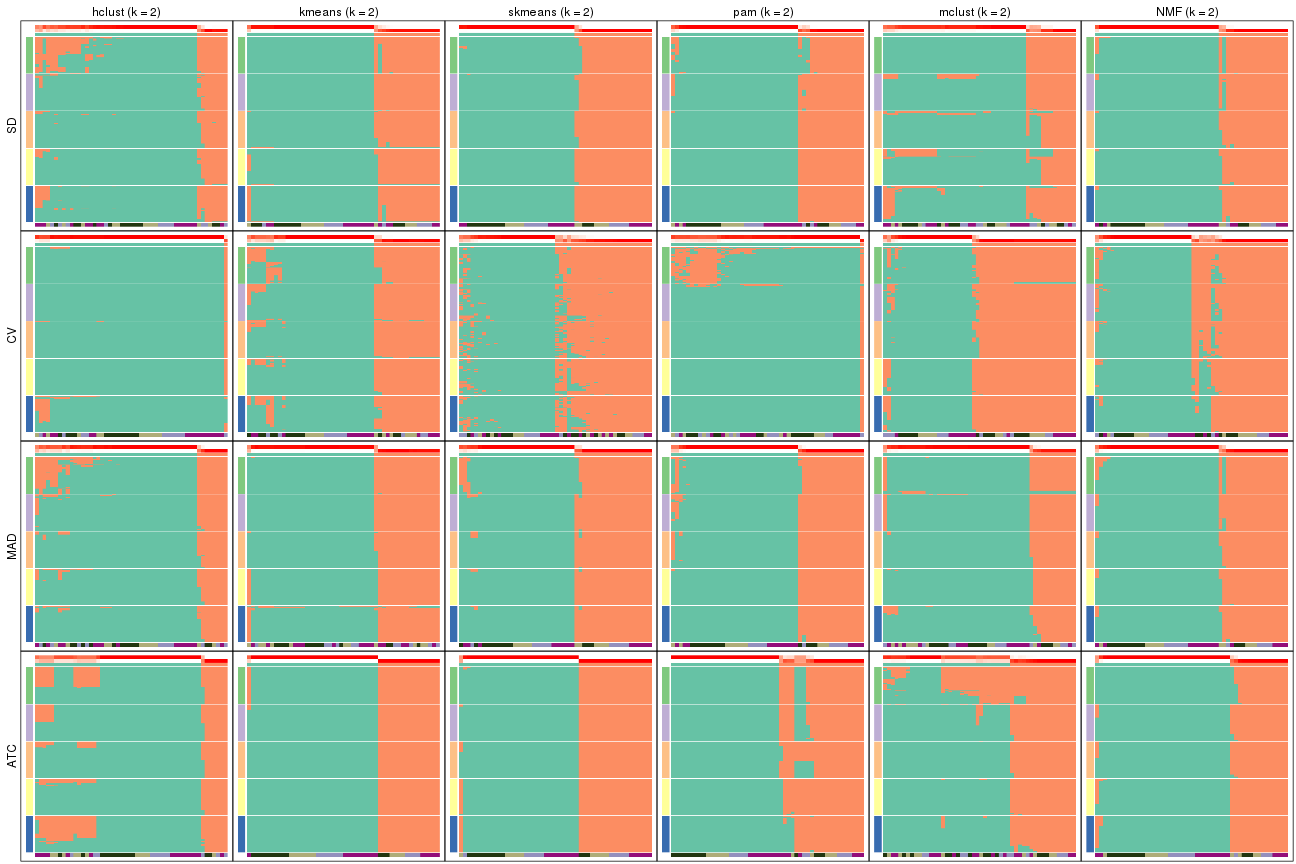 hclust (k = 2) kmeans (k = 2) skmeans (k = 2) pam (k = 2) mclust (k = 2) NMF (k = 2)
SD
CV
MAD
ATC